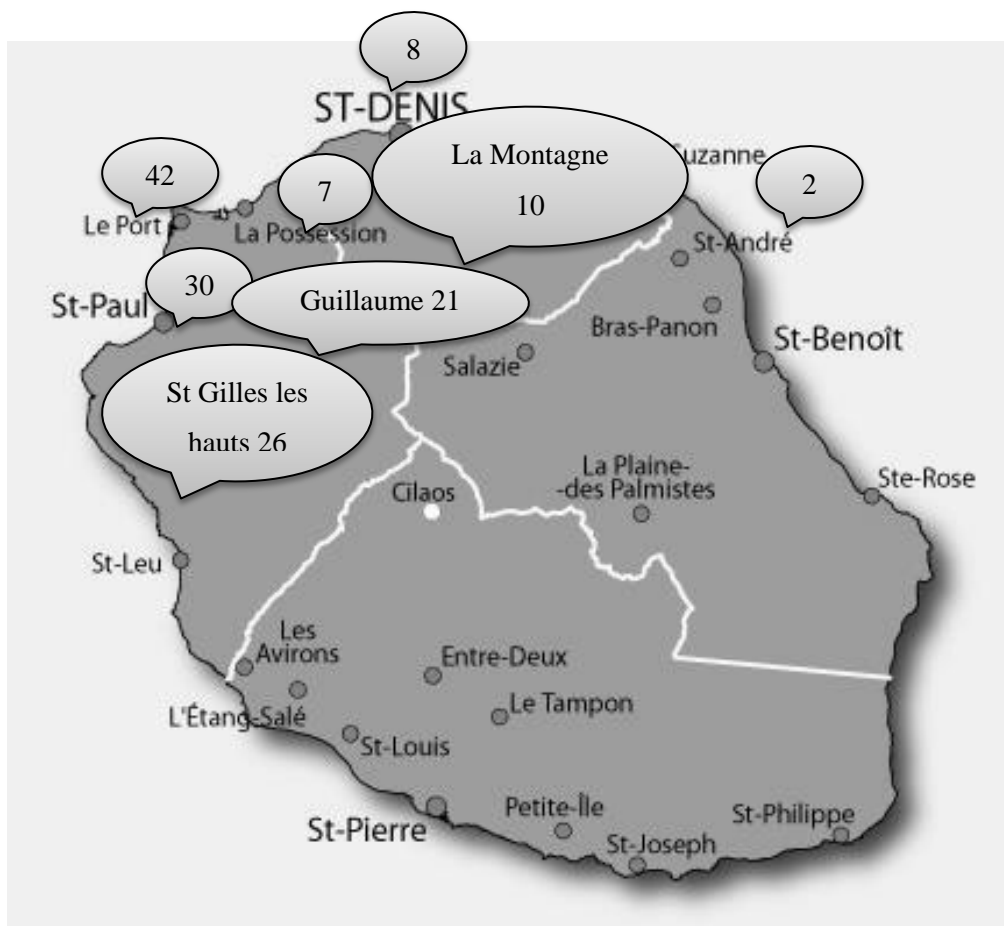 8
ST-DENIS
La Montagne
10
Suzanne
42
7
2
Le Port
La Possession
St-André
30
Guillaume 21
St-Paul
Bras-Panon
St-Benoît
Salazie
St Gilles les
hauts 26
La Plaine-
-des Palmistes
Cilaos
Ste-Rose
St-Leu
Les
Avirons
Entre-Deux
L'Étang-Salé
Le Tampon
St-Louis
Petite-Île
St-Philippe
St-Pierre
St-Joseph